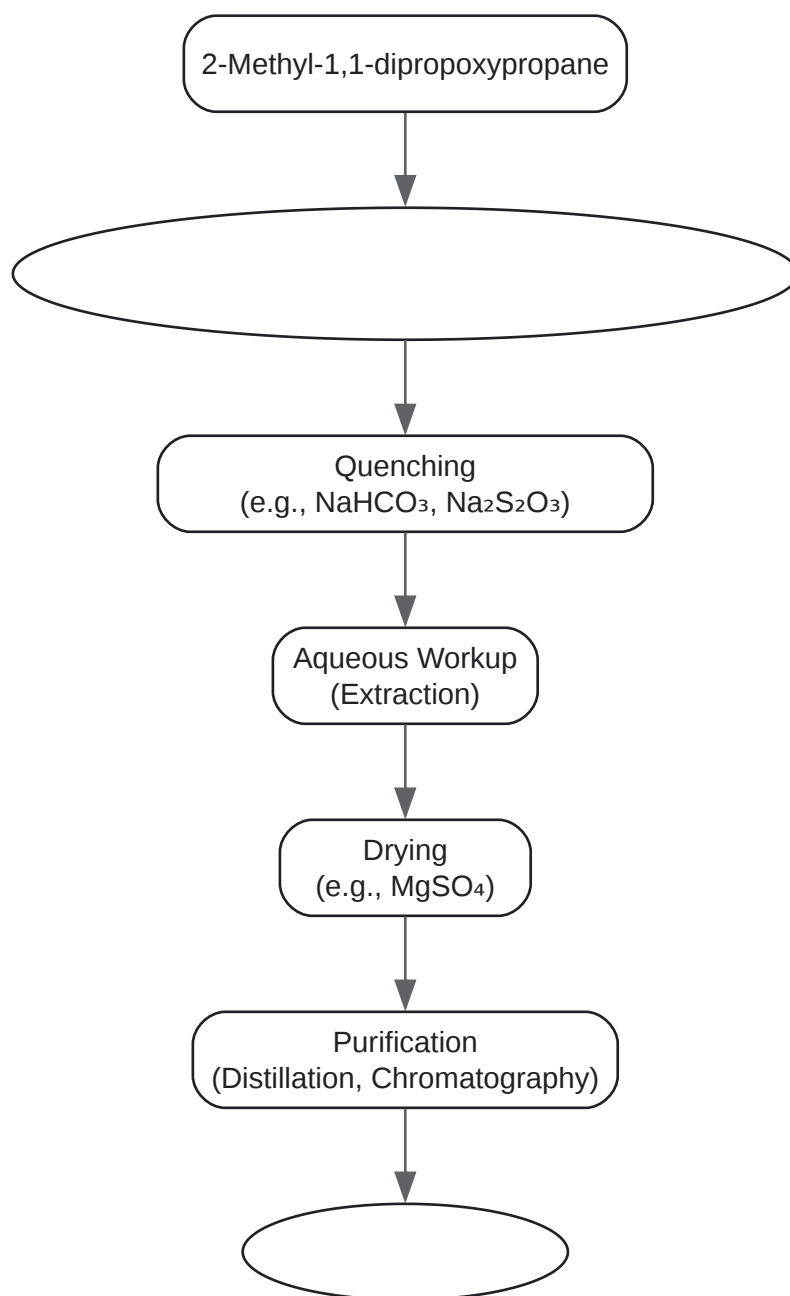 2-Methyl-1,1-dipropoxypropane
Quenching
(e.g., NaHCO₃, Na₂S₂O₃)
Aqueous Workup
(Extraction)
Drying
(e.g., MgSO₄)
Purification
(Distillation, Chromatography)